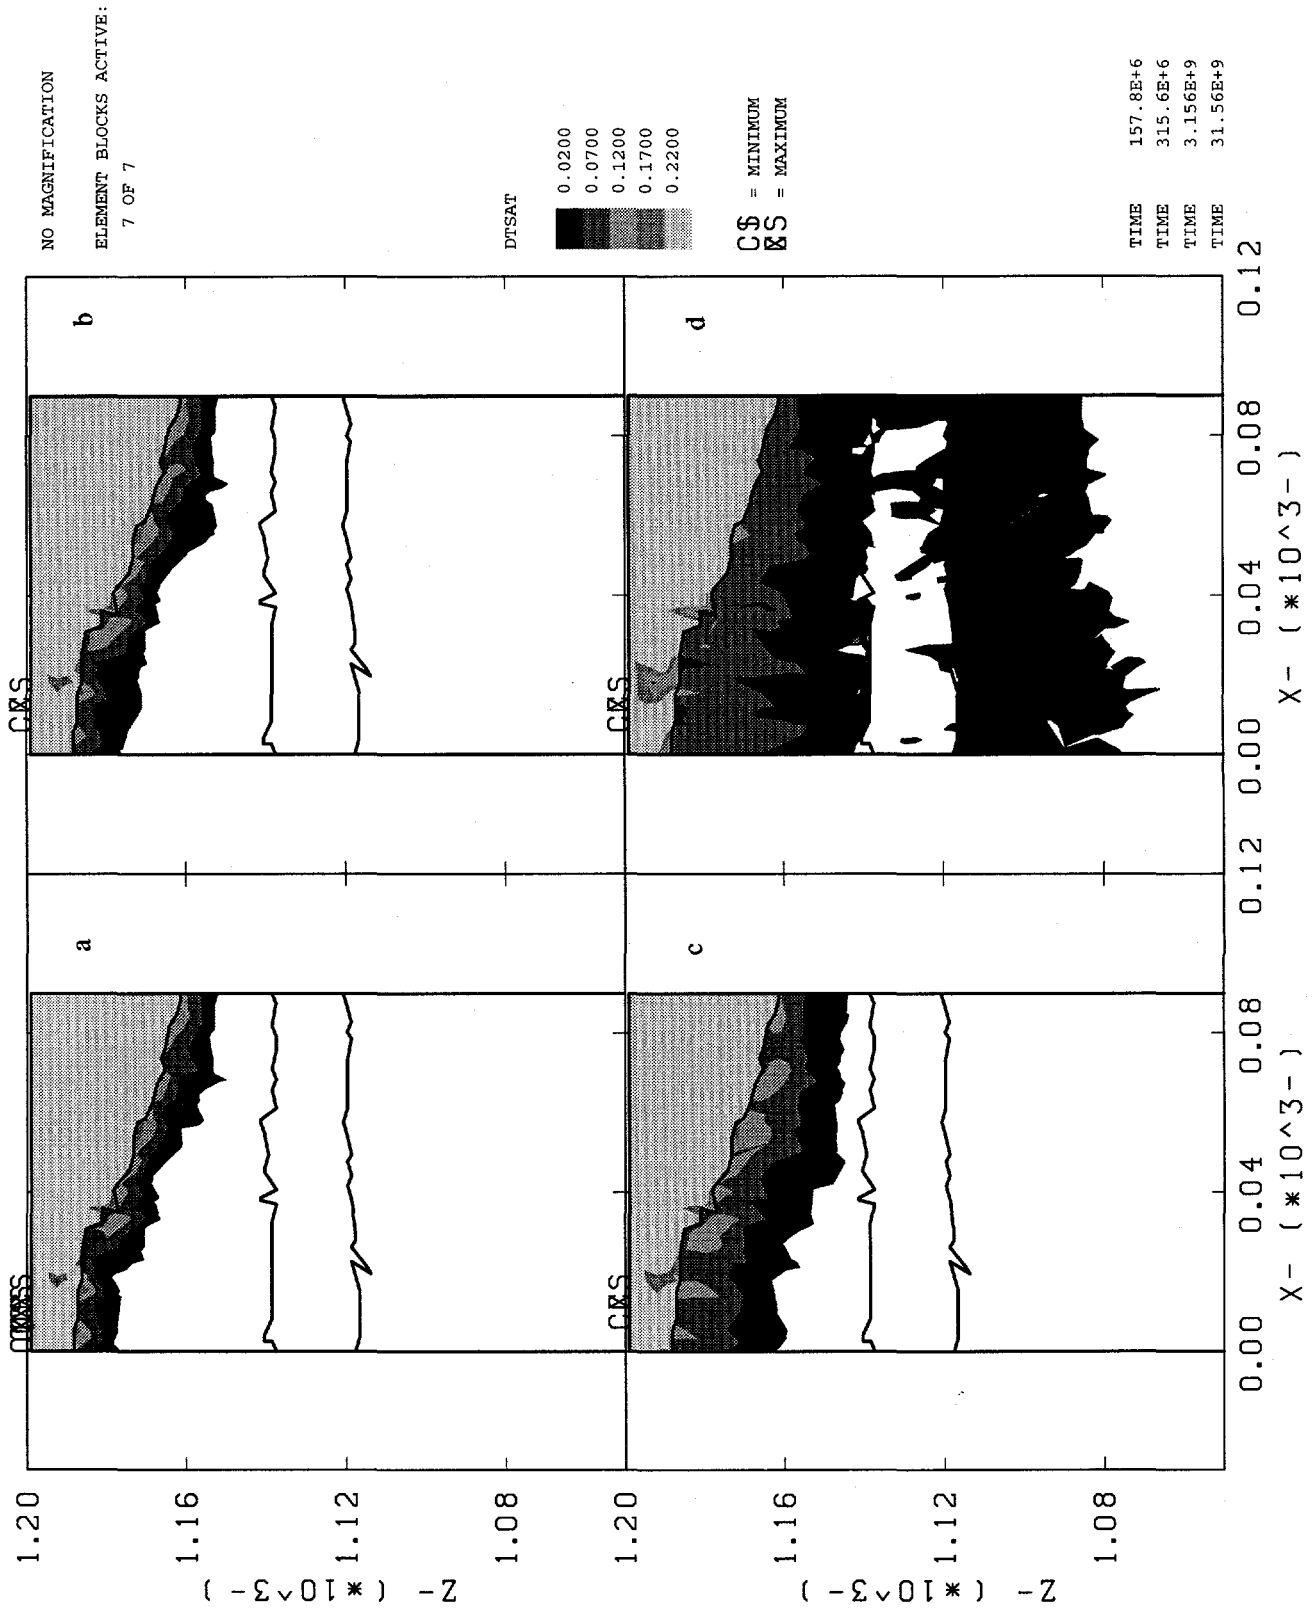 NO MAGNIFICATION
ELEMENT BLOCKS ACTIVE:
7 OF 7
DTSAT
0.0200
0.0700
0.1200
0.1700
0.2200
= MINIMUM
= MAXIMUM
TIME 157.8E+6
TIME 315.6E+6
TIME 3.156E+9
TIME 31.56E+9
a
b
c
d
1.20
1.16
1.12
1.08
Z- (*10^3-)
1.20
1.16
1.12
1.08
Z- (*10^3-)
0.00
0.04
0.08
0.12
X- (*10^3-)
0.00
0.04
0.08
0.12
X- (*10^3-)